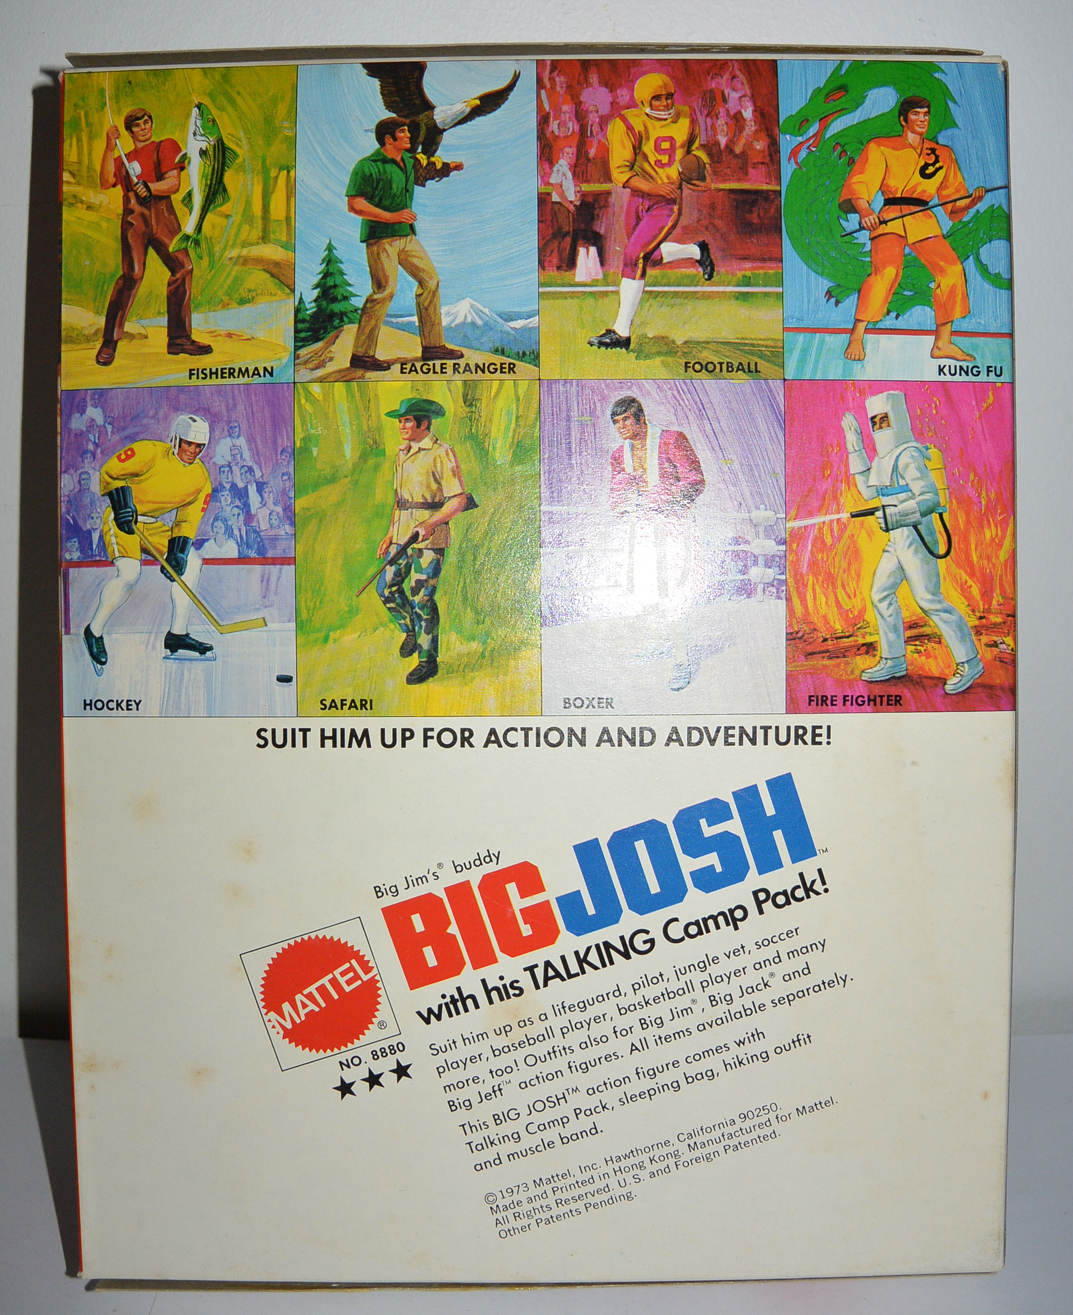 FISHERMAN
EAGLE RANGER
9
FOOTBALL
KUNG FU
9
HOCKEY
SAFARI
BOXER
FIRE FIGHTER
SUIT HIM UP FOR ACTION AND ADVENTURE!
Big Jim's® buddy
BIG JOSH™
with his TALKING Camp Pack!
MATTEL®
NO. 8880
★★★
Suit him up as a lifeguard, pilot, jungle vet, soccer
player, baseball player, basketball player and many
more, too! Outfits also for Big Jim®, Big Jack® and
Big Jeff™ action figures. All items available separately.
This BIG JOSH™ action figure comes with
Talking Camp Pack, sleeping bag, hiking outfit
and muscle band.
©1973 Mattel, Inc. Hawthorne, California 90250.
Made and Printed in Hong Kong. Manufactured for Mattel.
All Rights Reserved. U.S. and Foreign Patented.
Other Patents Pending.